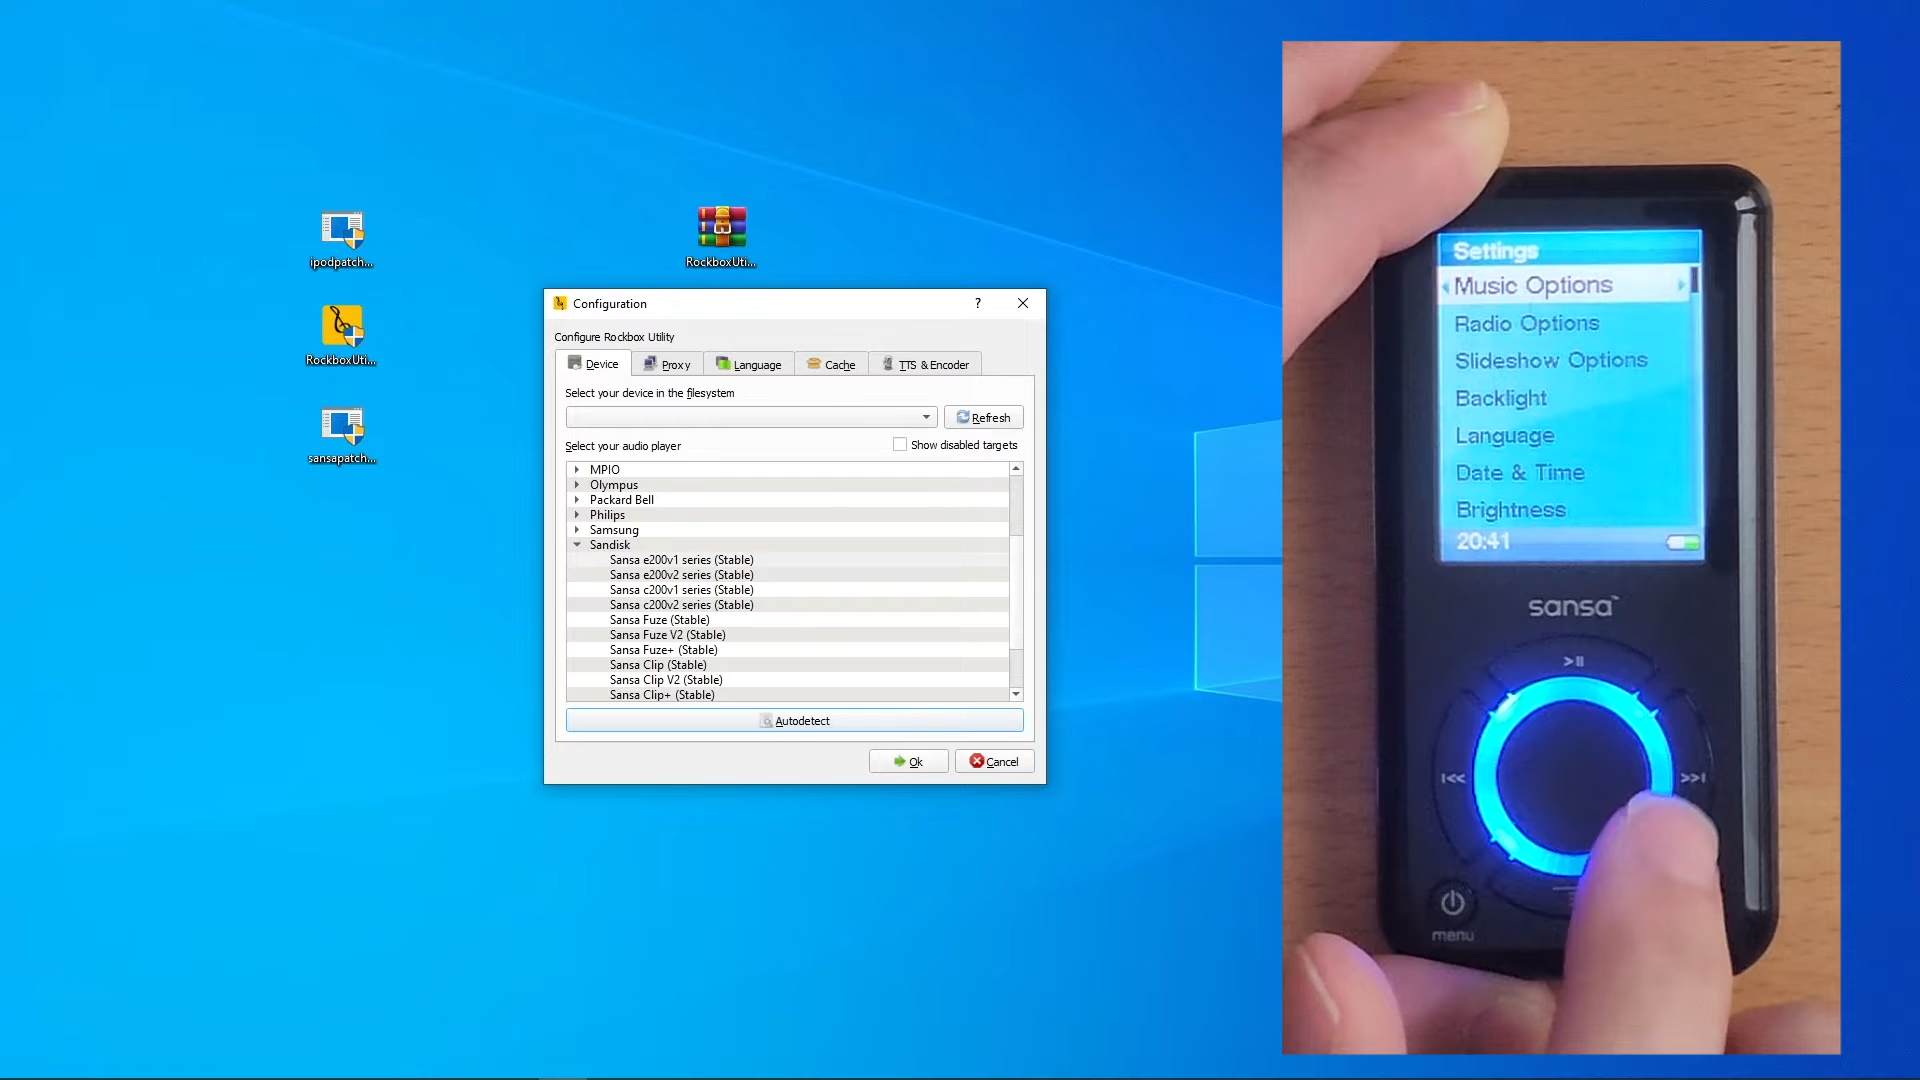 ipodpatch...
RockboxUti...
sansapatch...
RockboxUti...
Configuration
?
Configure Rockbox Utility
Device
Proxy
Language
Cache
TTS & Encoder
Select your device in the filesystem
Refresh
Select your audio player
Show disabled targets
MPIO
Olympus
Packard Bell
Philips
Samsung
Sandisk
Sansa e200v1 series (Stable)
Sansa e200v2 series (Stable)
Sansa c200v1 series (Stable)
Sansa c200v2 series (Stable)
Sansa Fuze (Stable)
Sansa Fuze V2 (Stable)
Sansa Fuze+ (Stable)
Sansa Clip (Stable)
Sansa Clip V2 (Stable)
Sansa Clip+ (Stable)
Autodetect
Ok
Cancel
Settings
Music Options
Radio Options
Slideshow Options
Backlight
Language
Date & Time
Brightness
20:41
sansa™
menu